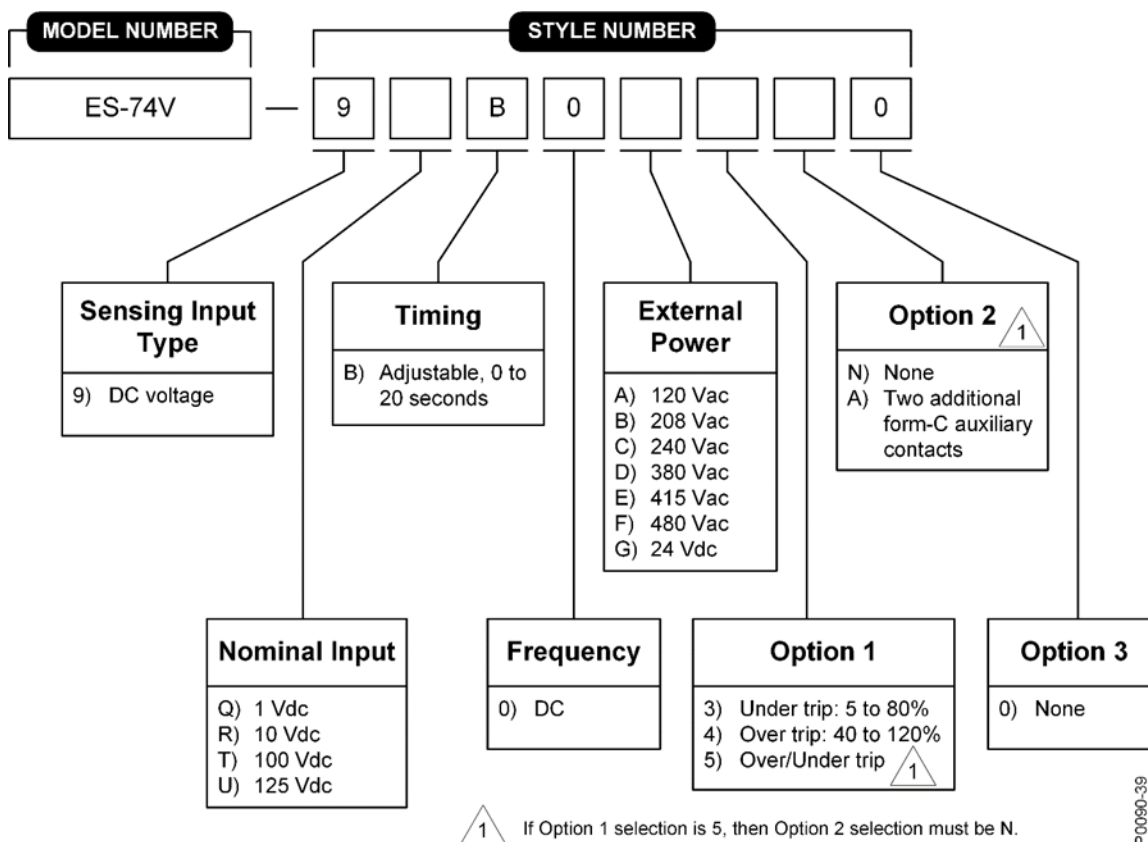 MODEL NUMBER
STYLE NUMBER
ES-74V — 9 B 0 0
Sensing Input
Type
9) DC voltage
Timing
B) Adjustable, 0 to
20 seconds
External
Power
A) 120 Vac
B) 208 Vac
C) 240 Vac
D) 380 Vac
E) 415 Vac
F) 480 Vac
G) 24 Vdc
Option 2 1
N) None
A) Two additional
form-C auxiliary
contacts
Nominal Input
Q) 1 Vdc
R) 10 Vdc
T) 100 Vdc
U) 125 Vdc
Frequency
0) DC
Option 1
3) Under trip: 5 to 80%
4) Over trip: 40 to 120%
5) Over/Under trip 1
Option 3
0) None
1 If Option 1 selection is 5, then Option 2 selection must be N.
P0090-39